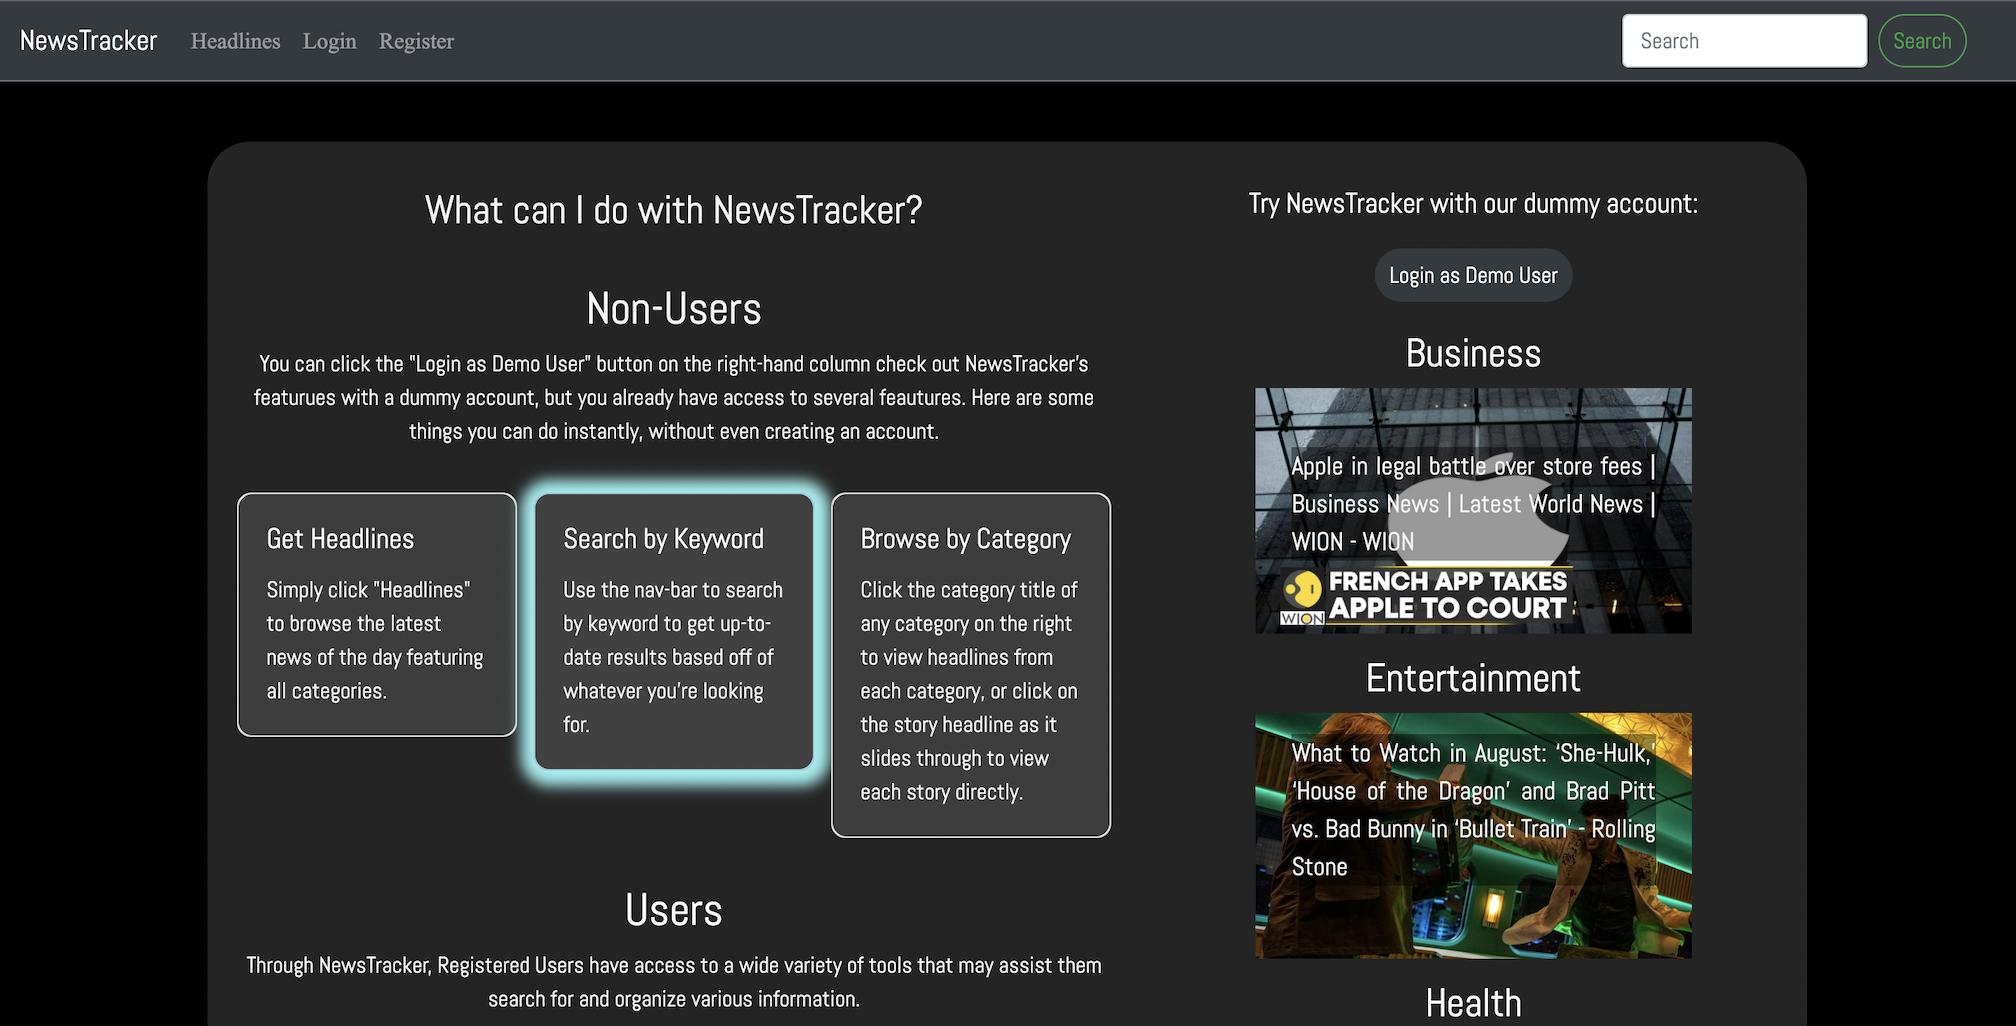 NewsTracker
Headlines Login Register
Search
Search
What can I do with NewsTracker?
Non-Users
You can click the "Login as Demo User" button on the right-hand column check out NewsTracker's
featurues with a dummy account, but you already have access to several feautures. Here are some
things you can do instantly, without even creating an account.
Get Headlines
Simply click "Headlines"
to browse the latest
news of the day featuring
all categories.
Search by Keyword
Use the nav-bar to search
by keyword to get up-to-
date results based off of
whatever you're looking
for.
Browse by Category
Click the category title of
any category on the right
to view headlines from
each category, or click on
the story headline as it
slides through to view
each story directly.
Users
Through NewsTracker, Registered Users have access to a wide variety of tools that may assist them
search for and organize various information.
Try NewsTracker with our dummy account:
Login as Demo User
Business
Apple in legal battle over store fees |
Business News | Latest World News |
WION - WION
FRENCH APP TAKES
APPLE TO COURT
WION
Entertainment
What to Watch in August: ‘She-Hulk,’
‘House of the Dragon’ and Brad Pitt
vs. Bad Bunny in ‘Bullet Train’ - Rolling
Stone
Health